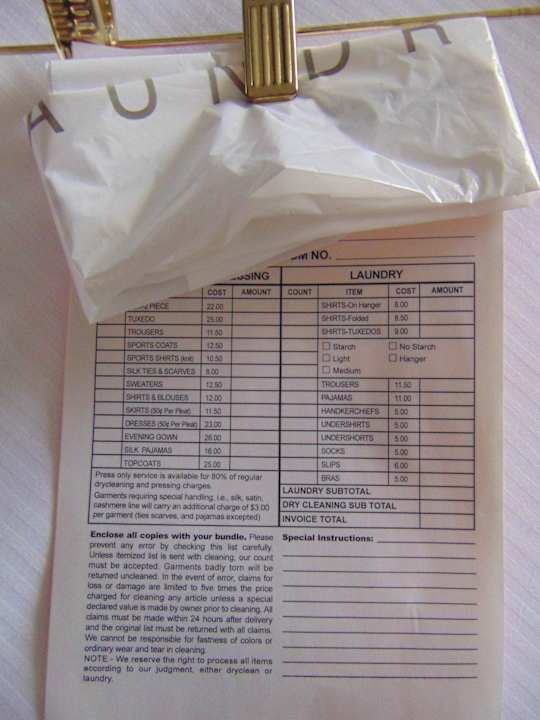 A U N D R
M NO.
SSING LAUNDRY
COST AMOUNT COUNT ITEM COST AMOUNT
PIECE 22.00 SHIRTS-On Hanger 8.00
TUXEDO 25.00 SHIRTS-Folded 8.50
TROUSERS 11.50 SHIRTS-TUXEDOS 9.00
SPORTS COATS 12.50 Starch No Starch
SPORTS SHIRTS (knit) 10.50 Light Hanger
SILK TIES & SCARVES 8.00 Medium
SWEATERS 12.50 TROUSERS 11.50
SHIRTS & BLOUSES 12.00 PAJAMAS 11.00
SKIRTS (50¢ Per Pleat) 11.50 HANDKERCHIEFS 5.00
DRESSES (50¢ Per Pleat) 23.00 UNDERSHIRTS 5.00
EVENING GOWN 26.00 UNDERSHORTS 5.00
SILK PAJAMAS 16.00 SOCKS 5.00
TOPCOATS 25.00 SLIPS 6.00
BRAS 5.00
Press only service is available for 80% of regular
drycleaning and pressing charges.
Garments requiring special handling, i.e., silk, satin,
cashmere line will carry an additional charge of $3.00
per garment (ties scarves, and pajamas excepted)
LAUNDRY SUBTOTAL
DRY CLEANING SUB TOTAL
INVOICE TOTAL
Enclose all copies with your bundle. Please
prevent any error by checking this list carefully.
Unless itemized list is sent with cleaning, our count
must be accepted. Garments badly torn will be
returned uncleaned. In the event of error, claims for
loss or damage are limited to five times the price
charged for cleaning any article unless a special
declared value is made by owner prior to cleaning. All
claims must be made within 24 hours after delivery
and the original list must be returned with all claims.
We cannot be responsible for fastness of colors or
ordinary wear and tear in cleaning.
NOTE - We reserve the right to process all items
according to our judgment, either dryclean or
laundry.
Special Instructions: